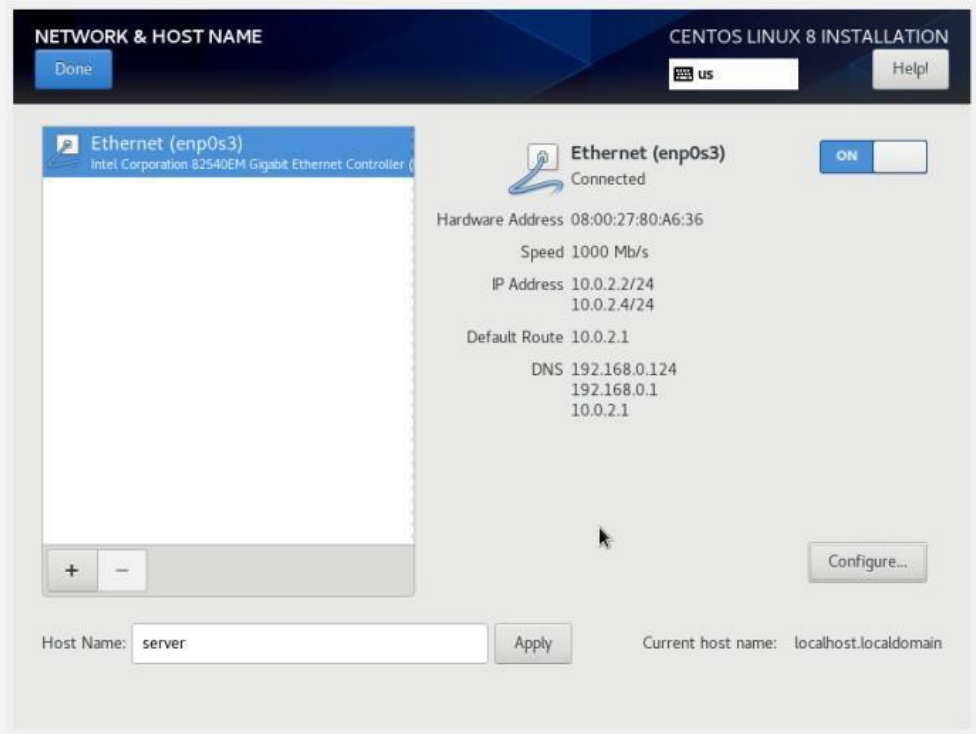 NETWORK & HOST NAME
CENTOS LINUX 8 INSTALLATION
Done
us
Help!
Ethernet (enp0s3)
Intel Corporation 82540EM Gigabit Ethernet Controller (
Ethernet (enp0s3)
Connected
ON
Hardware Address 08:00:27:80:A6:36
Speed 1000 Mb/s
IP Address 10.0.2.2/24
10.0.2.4/24
Default Route 10.0.2.1
DNS 192.168.0.124
192.168.0.1
10.0.2.1
+ −
Configure...
Host Name: server
Apply
Current host name: localhost.localdomain